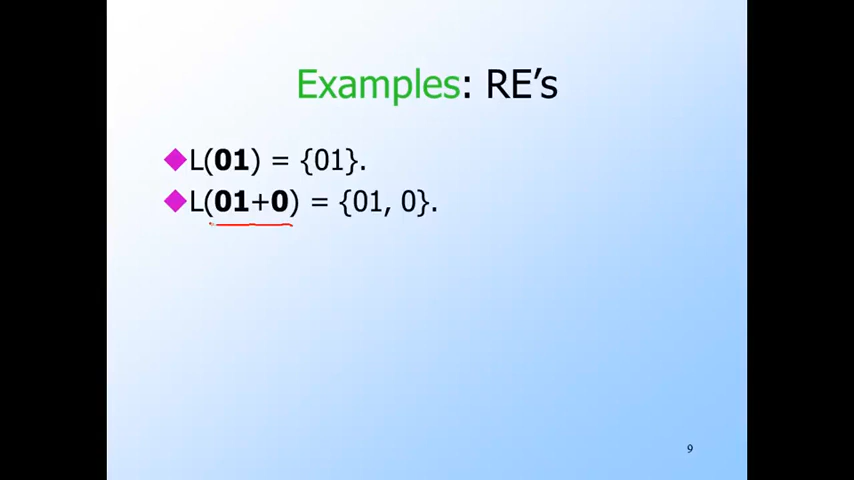 Examples: RE’s
L(01) = {01}.
L(01+0) = {01, 0}.
9